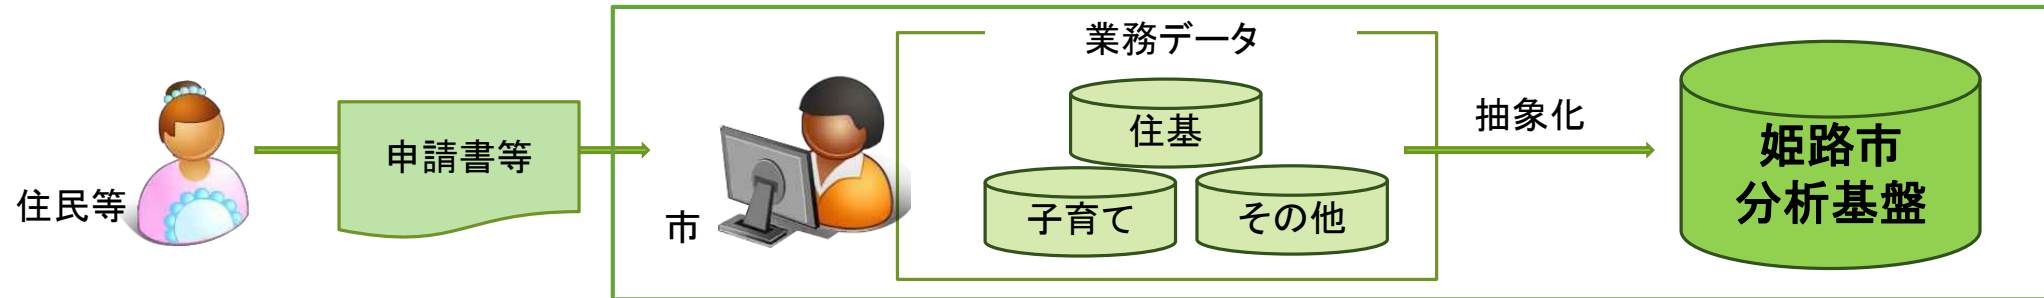 住民等
申請書等
市
業務データ
住基
子育て
その他
抽象化
姫路市
分析基盤